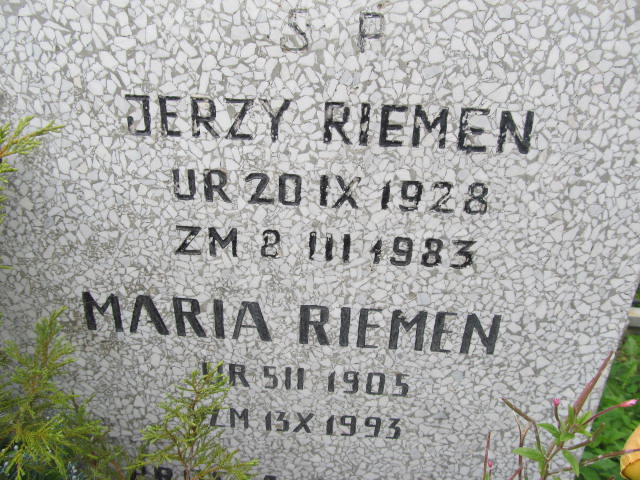 S P
JERZY RIEMEN
UR 20 IX 1928
ZM 8 III 1983
MARIA RIEMEN
UR 5 II 1905
ZM 13 X 1993